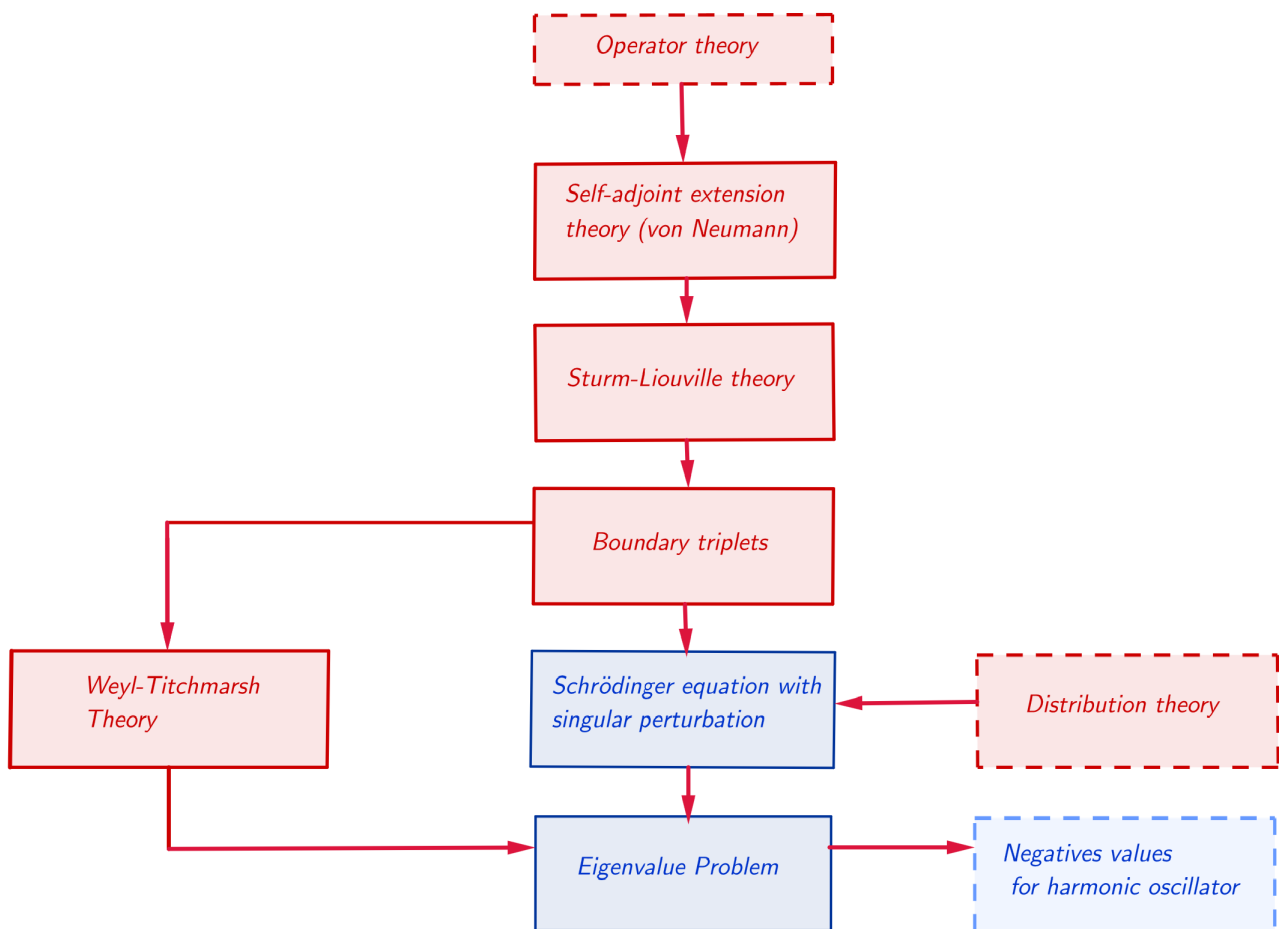 Operator theory
Self-adjoint extension
theory (von Neumann)
Sturm-Liouville theory
Boundary triplets
Weyl-Titchmarsh
Theory
Schrödinger equation with
singular perturbation
Distribution theory
Eigenvalue Problem
Negatives values
for harmonic oscillator